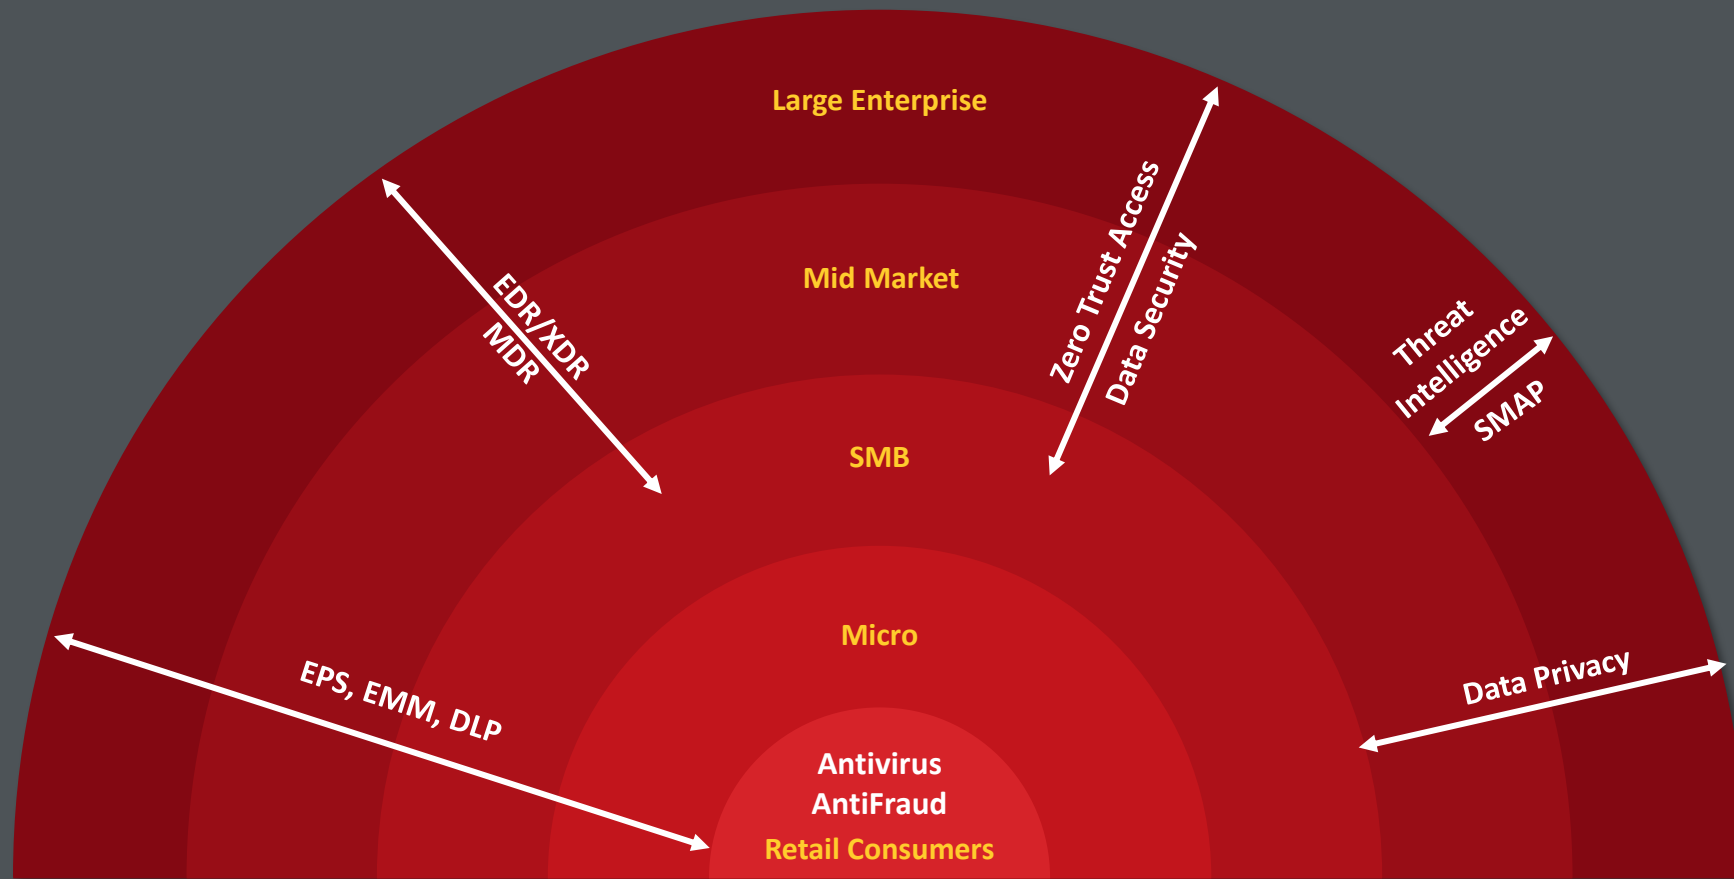 Large Enterprise
Mid Market
SMB
Micro
Antivirus
AntiFraud
Retail Consumers
EPS, EMM, DLP
EDR/XDR
MDR
Zero Trust Access
Data Security
Threat
Intelligence
SMAP
Data Privacy